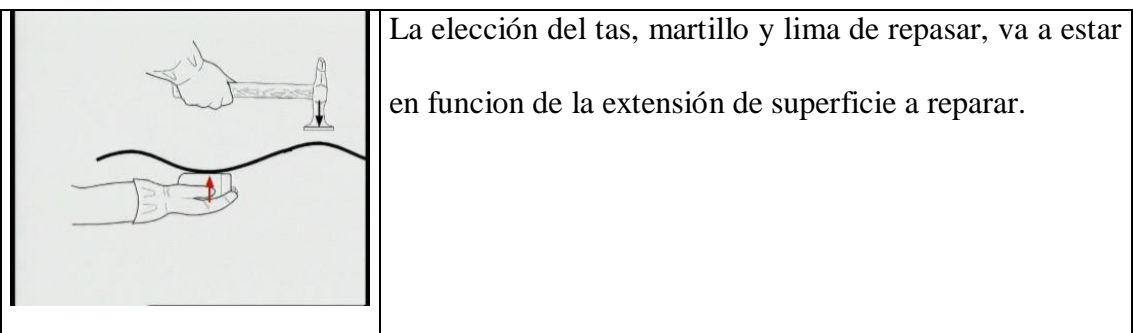 La elección del tas, martillo y lima de repasar, va a estar
en funcion de la extensión de superficie a reparar.